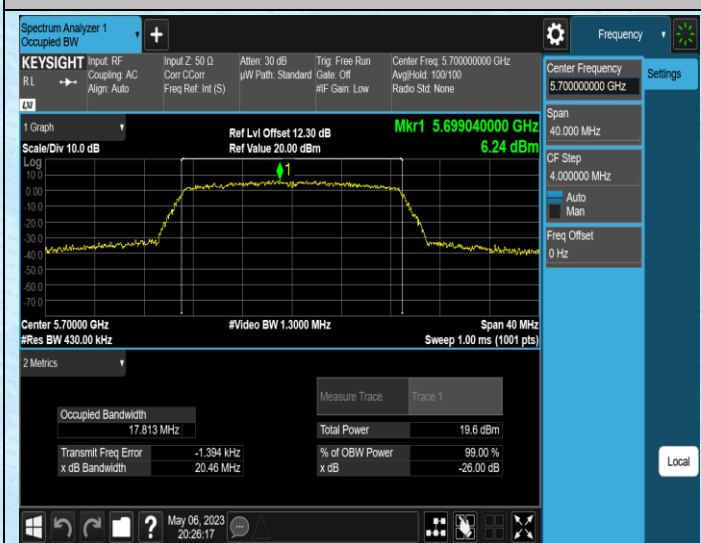 Spectrum Analyzer 1
Occupied BW
+
Frequency
KEYSIGHT
R L
Input: RF
Coupling: AC
Align: Auto
Input Z: 50 Ω
Corr CCorr
Freq Ref: Int (S)
Atten: 30 dB
µW Path: Standard
Trig: Free Run
Gate: Off
#IF Gain: Low
Center Freq: 5.700000000 GHz
Avg|Hold: 100/100
Radio Std: None
Center Frequency
5.700000000 GHz
Settings
Span
40.000 MHz
CF Step
4.000000 MHz
Auto
Man
Freq Offset
0 Hz
1 Graph
Scale/Div 10.0 dB
Ref Lvl Offset 12.30 dB
Ref Value 20.00 dBm
Mkr1 5.699040000 GHz
6.24 dBm
Log
10.0
0.00
-10.0
-20.0
-30.0
-40.0
-50.0
-60.0
-70.0
1
Center 5.70000 GHz
#Res BW 430.00 kHz
#Video BW 1.3000 MHz
Span 40 MHz
Sweep 1.00 ms (1001 pts)
2 Metrics
Measure Trace Trace 1
Occupied Bandwidth
17.813 MHz
Total Power 19.6 dBm
Transmit Freq Error -1.394 kHz
% of OBW Power 99.00 %
x dB Bandwidth 20.46 MHz
x dB -26.00 dB
Local
?
May 06, 2023
20:26:17